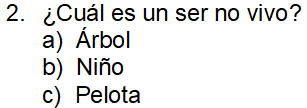 2. ¿Cuál es un ser no vivo?
a) Árbol
b) Niño
c) Pelota